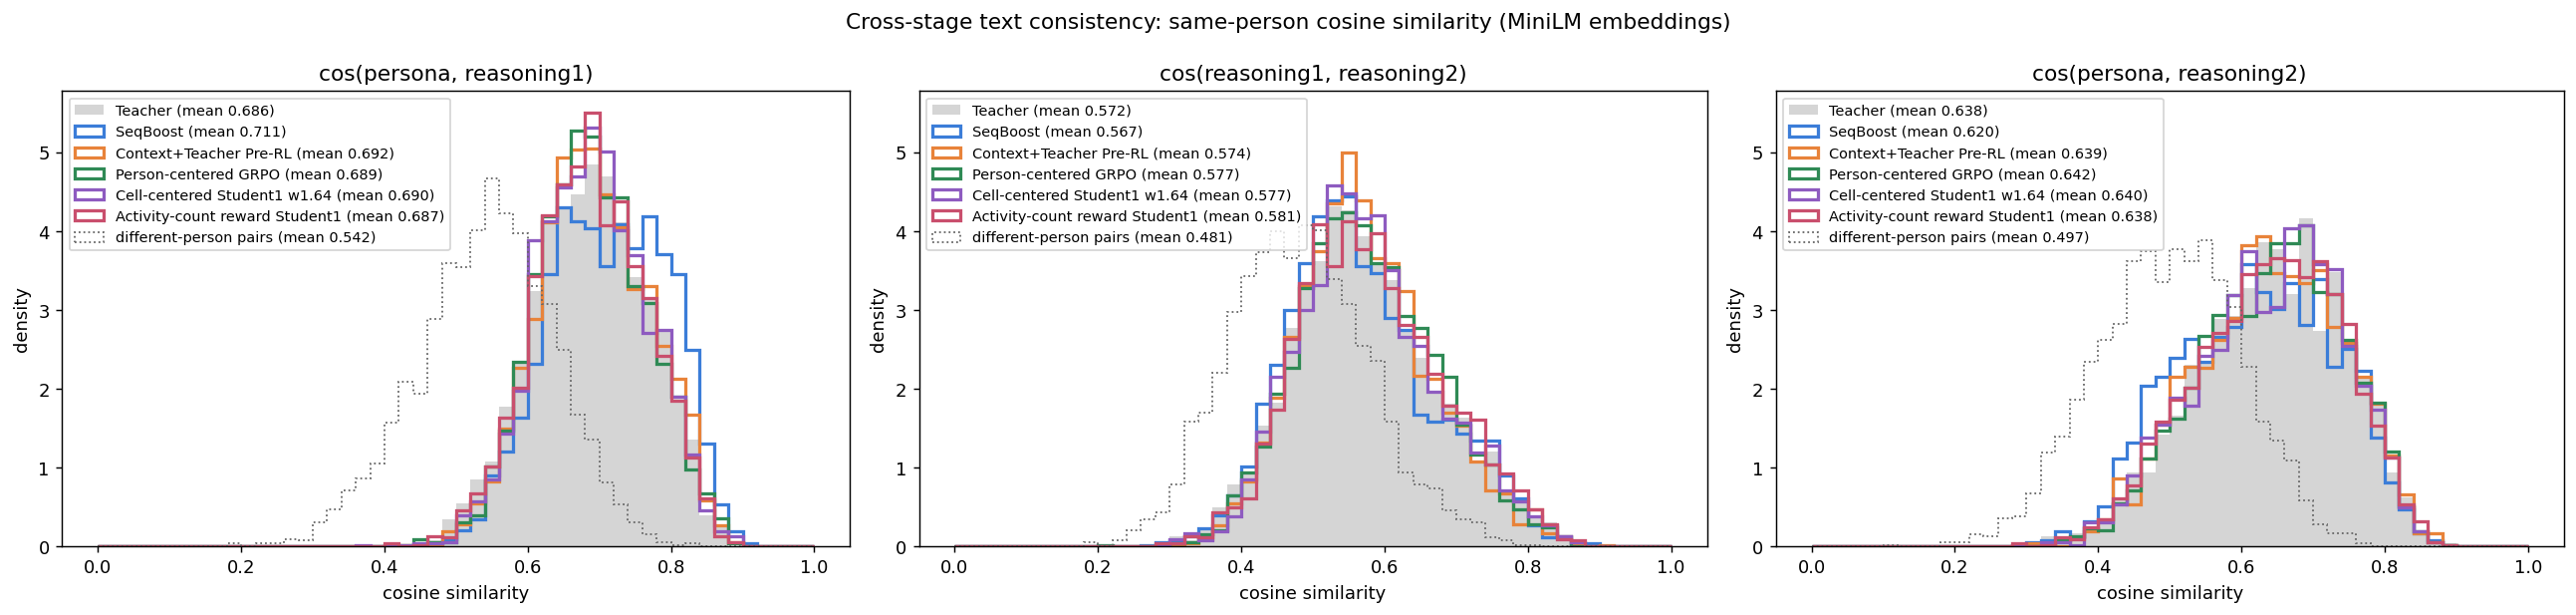 Cross-stage text consistency: same-person cosine similarity (MiniLM embeddings)
cos(persona, reasoning1)
Teacher (mean 0.686)
SeqBoost (mean 0.711)
Context+Teacher Pre-RL (mean 0.692)
Person-centered GRPO (mean 0.689)
Cell-centered Student1 w1.64 (mean 0.690)
Activity-count reward Student1 (mean 0.687)
different-person pairs (mean 0.542)
density
5
4
3
2
1
0
0.0 0.2 0.4 0.6 0.8 1.0
cosine similarity
cos(reasoning1, reasoning2)
Teacher (mean 0.572)
SeqBoost (mean 0.567)
Context+Teacher Pre-RL (mean 0.574)
Person-centered GRPO (mean 0.577)
Cell-centered Student1 w1.64 (mean 0.577)
Activity-count reward Student1 (mean 0.581)
different-person pairs (mean 0.481)
density
5
4
3
2
1
0
0.0 0.2 0.4 0.6 0.8 1.0
cosine similarity
cos(persona, reasoning2)
Teacher (mean 0.638)
SeqBoost (mean 0.620)
Context+Teacher Pre-RL (mean 0.639)
Person-centered GRPO (mean 0.642)
Cell-centered Student1 w1.64 (mean 0.640)
Activity-count reward Student1 (mean 0.638)
different-person pairs (mean 0.497)
density
5
4
3
2
1
0
0.0 0.2 0.4 0.6 0.8 1.0
cosine similarity